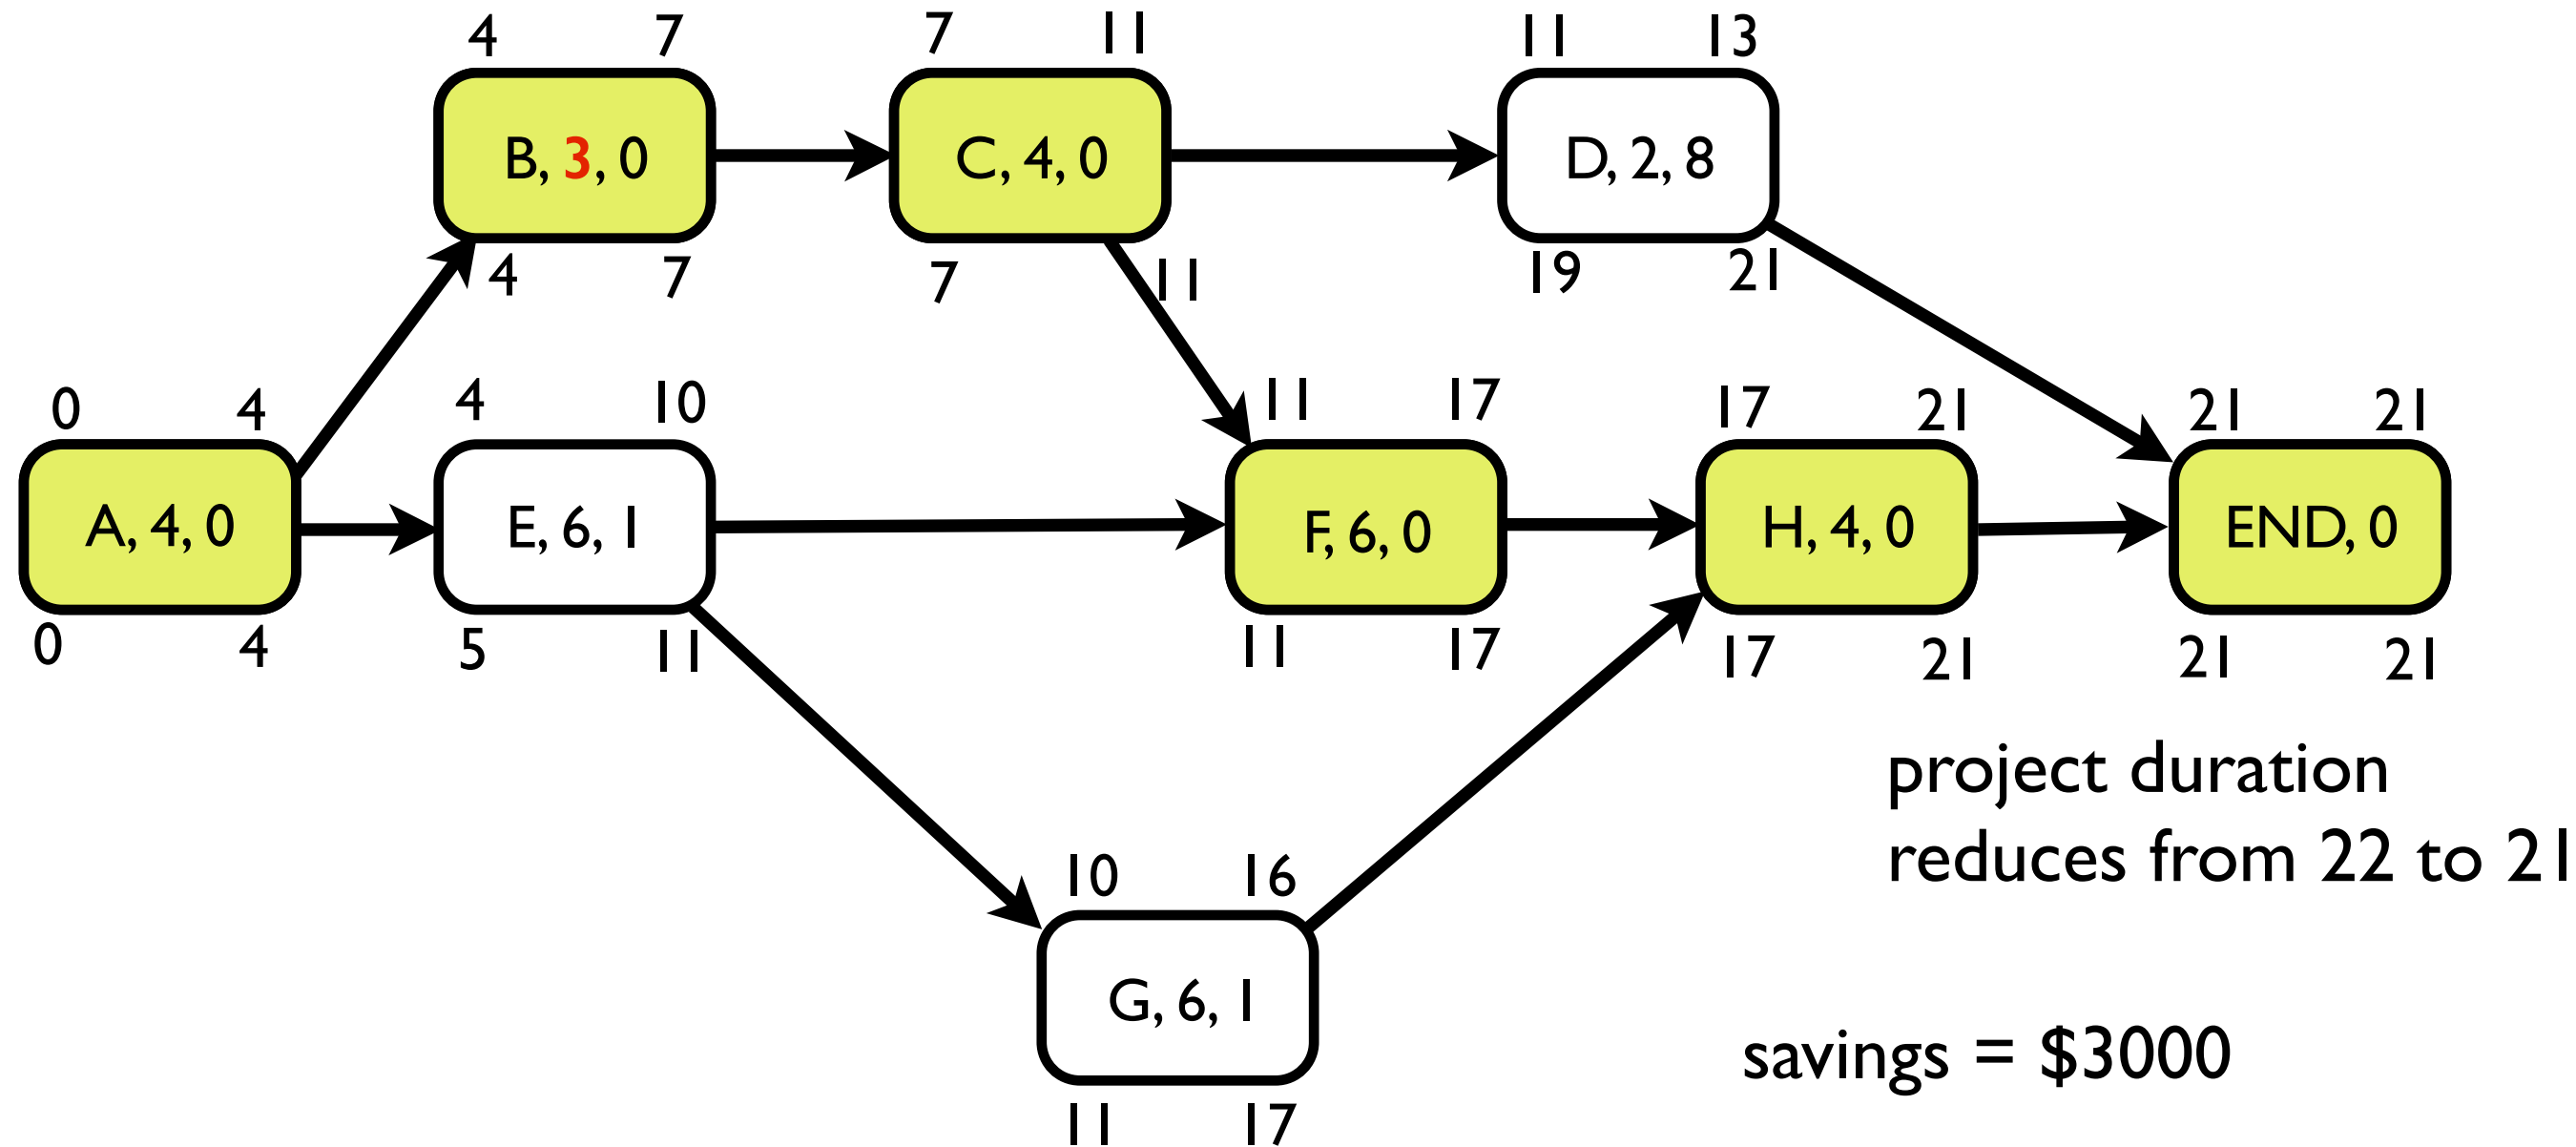 4 7 7 11 11 13
B, 3, 0 C, 4, 0 D, 2, 8
4 7 7 11 19 21
0 4 4 10 11 17 17 21 21 21
A, 4, 0 E, 6, 1 F, 6, 0 H, 4, 0 END, 0
0 4 5 11 11 17 17 21 21 21
project duration
reduces from 22 to 21
10 16
G, 6, 1
savings = $3000
11 17